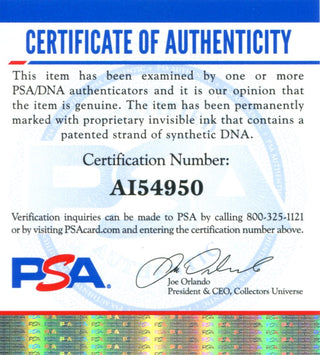 CERTIFICATE OF AUTHENTICITY
This item has been examined by one or more
PSA/DNA authenticators and it is our opinion that
the item is genuine. The item has been permanently
marked with proprietary invisible ink that contains a
patented strand of synthetic DNA.
Certification Number:
AI54950
Verification inquiries can be made to PSA by calling 800-325-1121
or by visiting PSAcard.com and entering the certification number above.
PSA
Joe Orlando
President & CEO, Collectors Universe